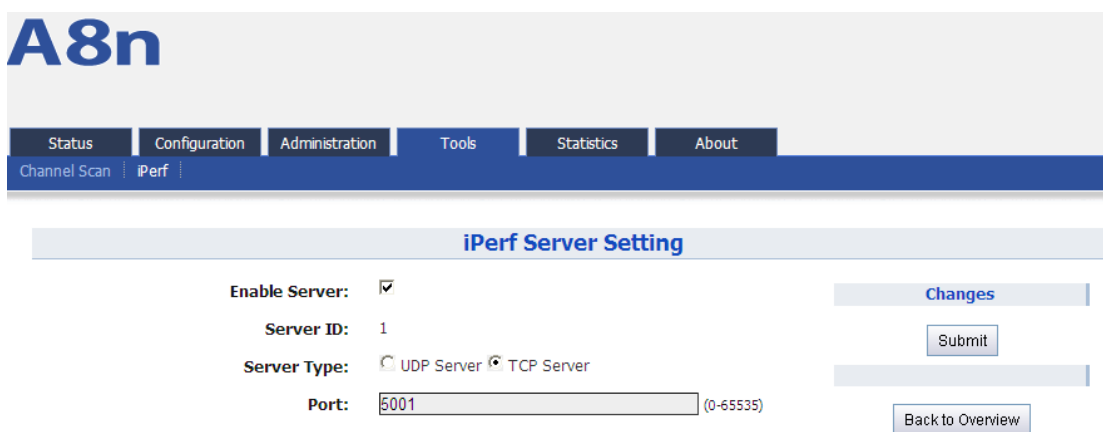 A8n
Status Configuration Administration Tools Statistics About
Channel Scan iPerf
iPerf Server Setting
Enable Server:
Changes
Server ID: 1
Submit
Server Type: UDP Server TCP Server
Port: 5001 (0-65535)
Back to Overview